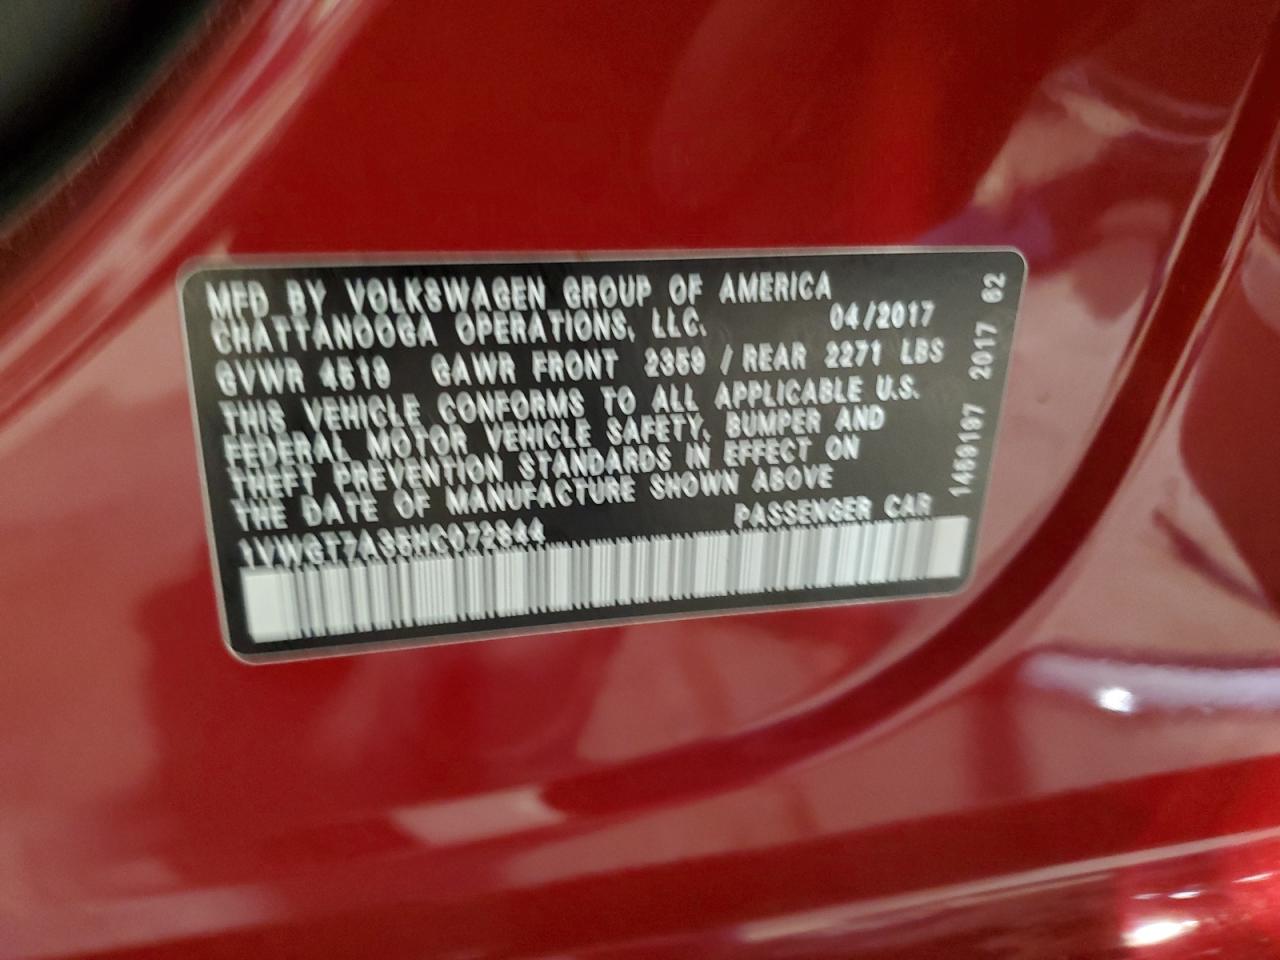 MFD BY VOLKSWAGEN GROUP OF AMERICA
CHATTANOOGA OPERATIONS, LLC. 04/2017
GVWR 4519 GAWR FRONT 2359 / REAR 2271 LBS
THIS VEHICLE CONFORMS TO ALL APPLICABLE U.S.
FEDERAL MOTOR VEHICLE SAFETY, BUMPER AND
THEFT PREVENTION STANDARDS IN EFFECT ON
THE DATE OF MANUFACTURE SHOWN ABOVE
1VWGT7A35HC072844 PASSENGER CAR
1469197 2017 62